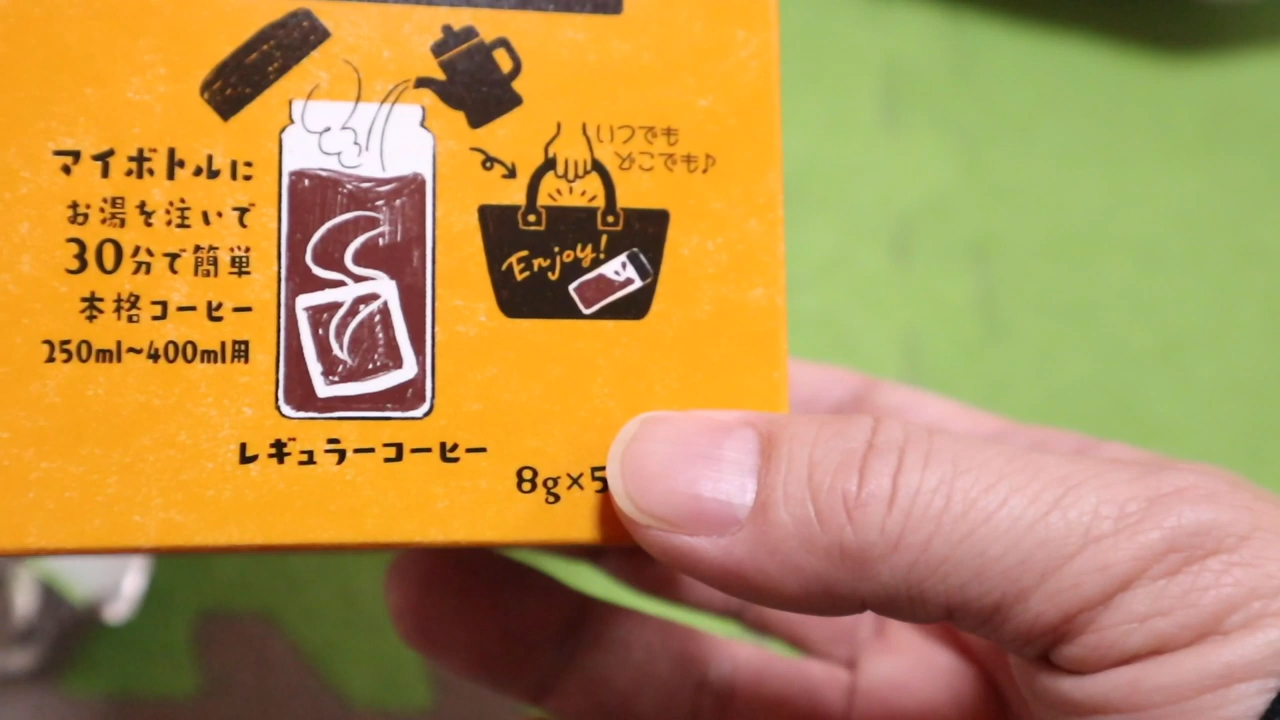 マイボトルに
お湯を注いで
30分で簡単
本格コーヒー
250ml~400ml用
いつでも
どこでも♪
Enjoy!
レギュラーコーヒー
8g×5